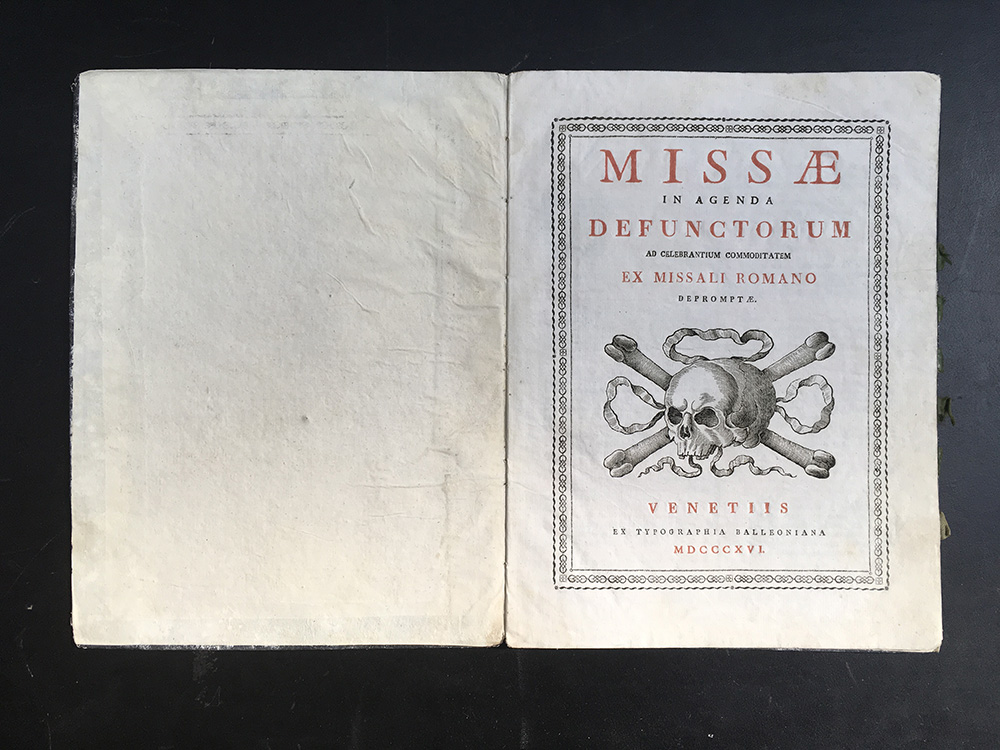 MISSÆ
IN AGENDA
DEFUNCTORUM
AD CELEBRANTIUM COMMODITATEM
EX MISSALI ROMANO
DEPROMPTÆ.
VENETIIS
EX TYPOGRAPHIA BALLEONIANA
MDCCCXVI.